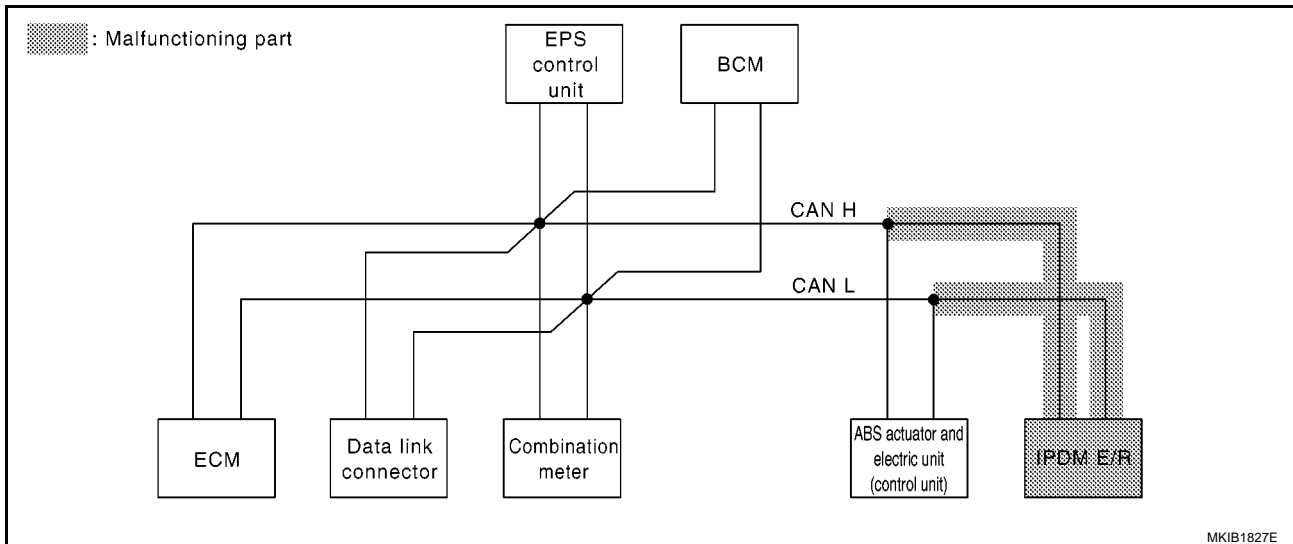 : Malfunctioning part
EPS
control
unit
BCM
CAN H
CAN L
ECM
Data link
connector
Combination
meter
ABS actuator and
electric unit
(control unit)
IPDM E/R
MKIB1827E